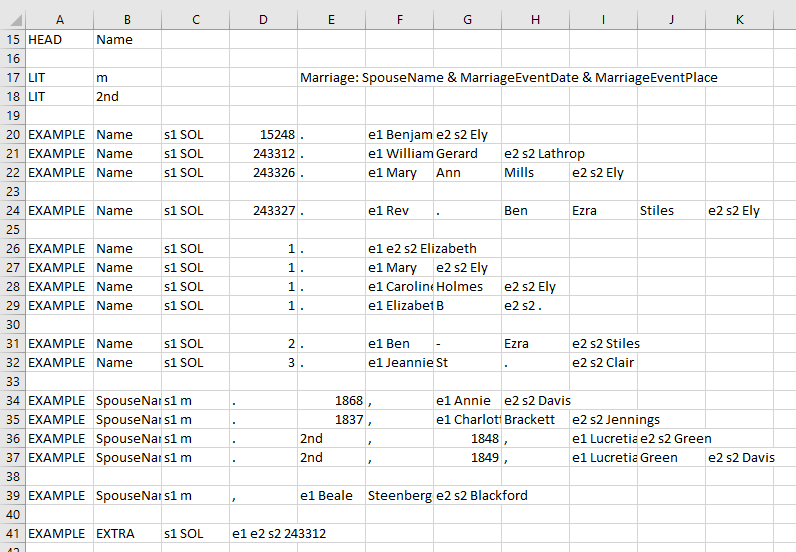 A B C D E F G H I J K
15 HEAD Name
16
17 LIT m Marriage: SpouseName & MarriageEventDate & MarriageEventPlace
18 LIT 2nd
19
20 EXAMPLE Name s1 SOL 15248 . e1 Benjam e2 s2 Ely
21 EXAMPLE Name s1 SOL 243312 . e1 William Gerard e2 s2 Lathrop
22 EXAMPLE Name s1 SOL 243326 . e1 Mary Ann Mills e2 s2 Ely
23
24 EXAMPLE Name s1 SOL 243327 . e1 Rev . Ben Ezra Stiles e2 s2 Ely
25
26 EXAMPLE Name s1 SOL 1 . e1 e2 s2 Elizabeth
27 EXAMPLE Name s1 SOL 1 . e1 Mary e2 s2 Ely
28 EXAMPLE Name s1 SOL 1 . e1 Caroline Holmes e2 s2 Ely
29 EXAMPLE Name s1 SOL 1 . e1 Elizabet B e2 s2 .
30
31 EXAMPLE Name s1 SOL 2 . e1 Ben - Ezra e2 s2 Stiles
32 EXAMPLE Name s1 SOL 3 . e1 Jeannie St . e2 s2 Clair
33
34 EXAMPLE SpouseNam s1 m . 1868 , e1 Annie e2 s2 Davis
35 EXAMPLE SpouseNam s1 m . 1837 , e1 Charlott Brackett e2 s2 Jennings
36 EXAMPLE SpouseNam s1 m . 2nd , 1848 , e1 Lucretia e2 s2 Green
37 EXAMPLE SpouseNam s1 m . 2nd , 1849 , e1 Lucretia Green e2 s2 Davis
38
39 EXAMPLE SpouseNam s1 m , e1 Beale Steenberg e2 s2 Blackford
40
41 EXAMPLE EXTRA s1 SOL e1 e2 s2 243312